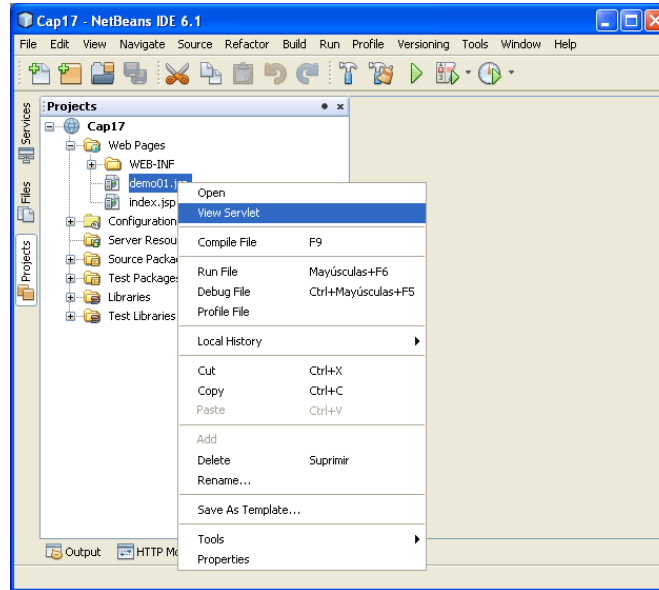 Cap17 - NetBeans IDE 6.1
File Edit View Navigate Source Refactor Build Run Profile Versioning Tools Window Help
Services
Files
Projects
Projects
Cap17
Web Pages
WEB-INF
demo01.jsp
index.jsp
Configuration
Server Resou
Source Packa
Test Packages
Libraries
Test Libraries
Open
View Servlet
Compile File F9
Run File Mayúsculas+F6
Debug File Ctrl+Mayúsculas+F5
Profile File
Local History
Cut Ctrl+X
Copy Ctrl+C
Paste Ctrl+V
Add
Delete Suprimir
Rename...
Save As Template...
Tools
Properties
Output HTTP Mo